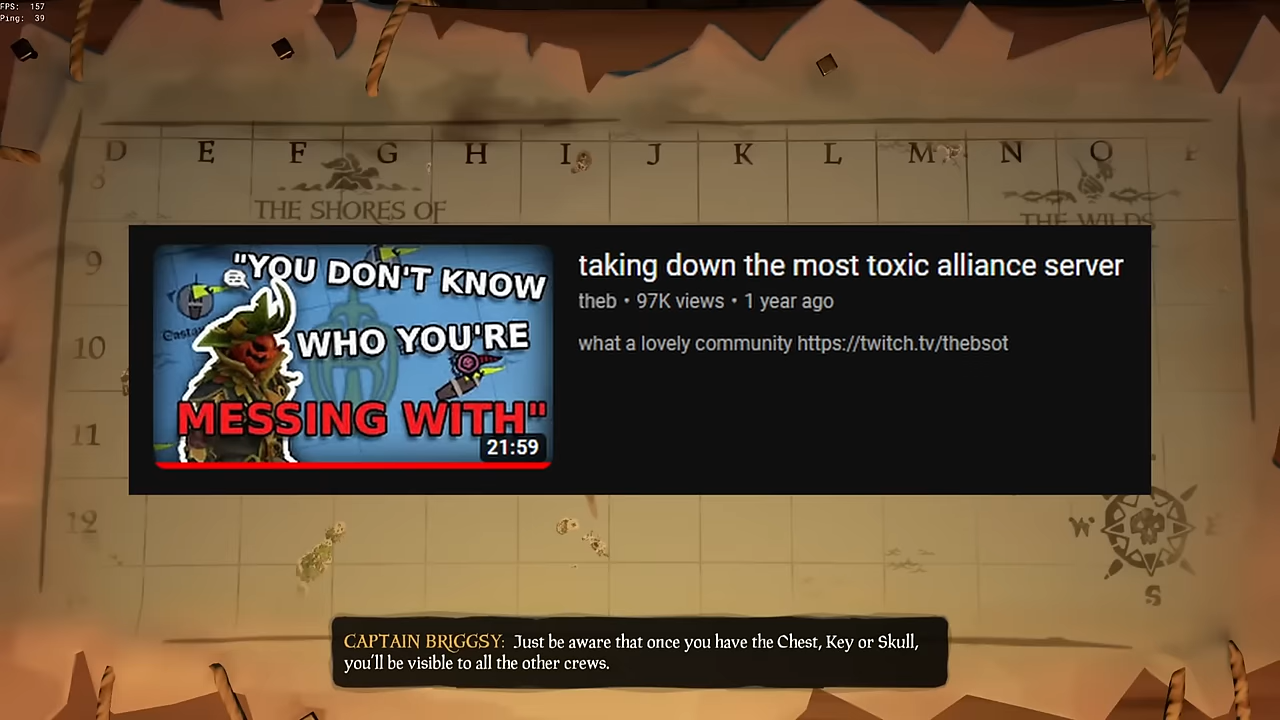 FPS: 157
Ping: 39
D E F G H I J K L M N O P
8
THE SHORES OF
THE WILDS
9
"YOU DON'T KNOW
WHO YOU'RE
MESSING WITH"
21:59
taking down the most toxic alliance server
theb • 97K views • 1 year ago
what a lovely community https://twitch.tv/thebsot
10
11
12
W
S
CAPTAIN BRIGGSY: Just be aware that once you have the Chest, Key or Skull,
you'll be visible to all the other crews.